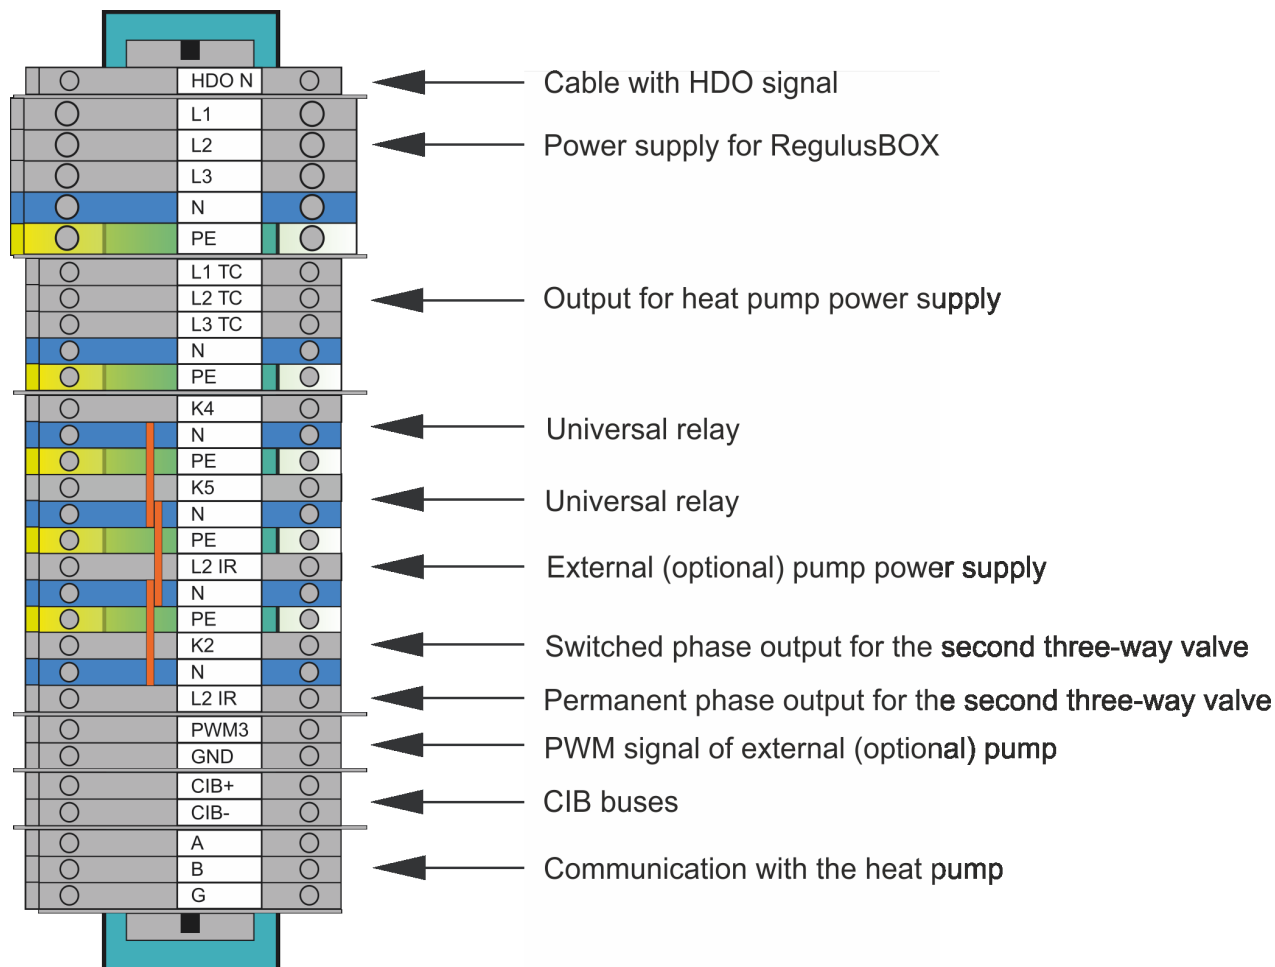 HDO N Cable with HDO signal
L1
L2 Power supply for RegulusBOX
L3
N
PE
L1 TC
L2 TC Output for heat pump power supply
L3 TC
N
PE
K4
N Universal relay
PE
K5 Universal relay
N
PE
L2 IR External (optional) pump power supply
N
PE
K2 Switched phase output for the second three-way valve
N
L2 IR Permanent phase output for the second three-way valve
PWM3
GND PWM signal of external (optional) pump
CIB+
CIB- CIB buses
A
B Communication with the heat pump
G